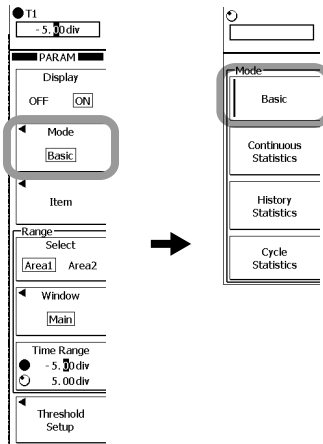 T1
-5.00div
PARAM
Display
OFF ON
Mode
Basic
Item
Range
Select
Area1 Area2
Window
Main
Time Range
-5.00div
5.00div
Threshold
Setup
Mode
Basic
Continuous
Statistics
History
Statistics
Cycle
Statistics